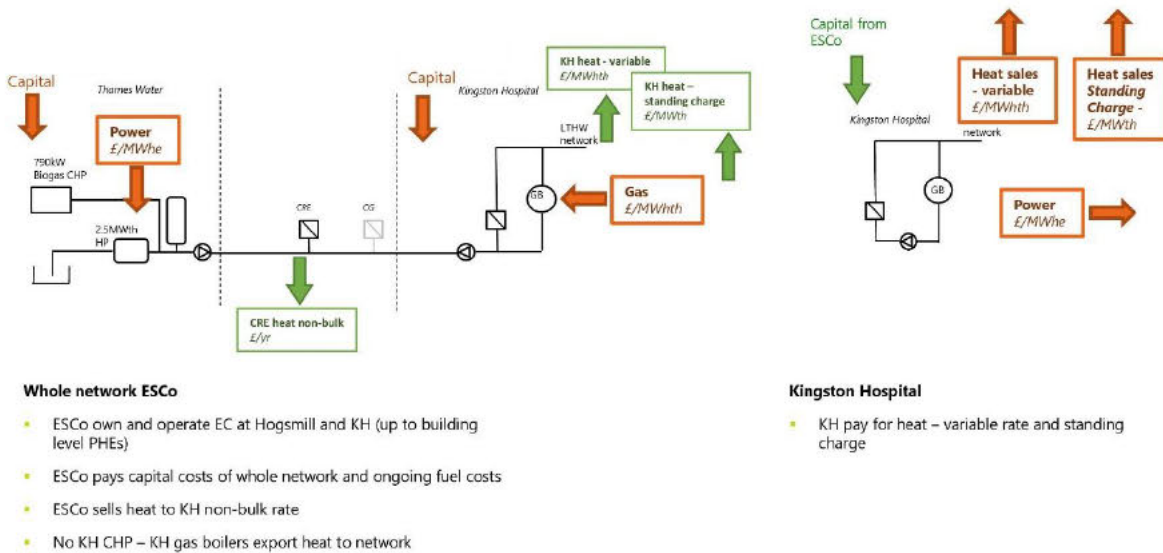 Capital
Thames Water
Power
£/MWhe
790kW
Biogas CHP
2.5MWth
HP
CRE
CG
CRE heat non-bulk
£/yr
Capital
Kingston Hospital
KH heat - variable
£/MWhth
KH heat –
standing charge
£/MWth
LTHW
network
GB
Gas
£/MWhth
Capital from
ESCo
Kingston Hospital
Heat sales
- variable
£/MWhth
Heat sales
Standing
Charge -
£/MWth
network
GB
Power
£/MWhe
Whole network ESCo
ESCo own and operate EC at Hogsmill and KH (up to building
level PHEs)
ESCo pays capital costs of whole network and ongoing fuel costs
ESCo sells heat to KH non-bulk rate
No KH CHP – KH gas boilers export heat to network
Kingston Hospital
KH pay for heat – variable rate and standing
charge